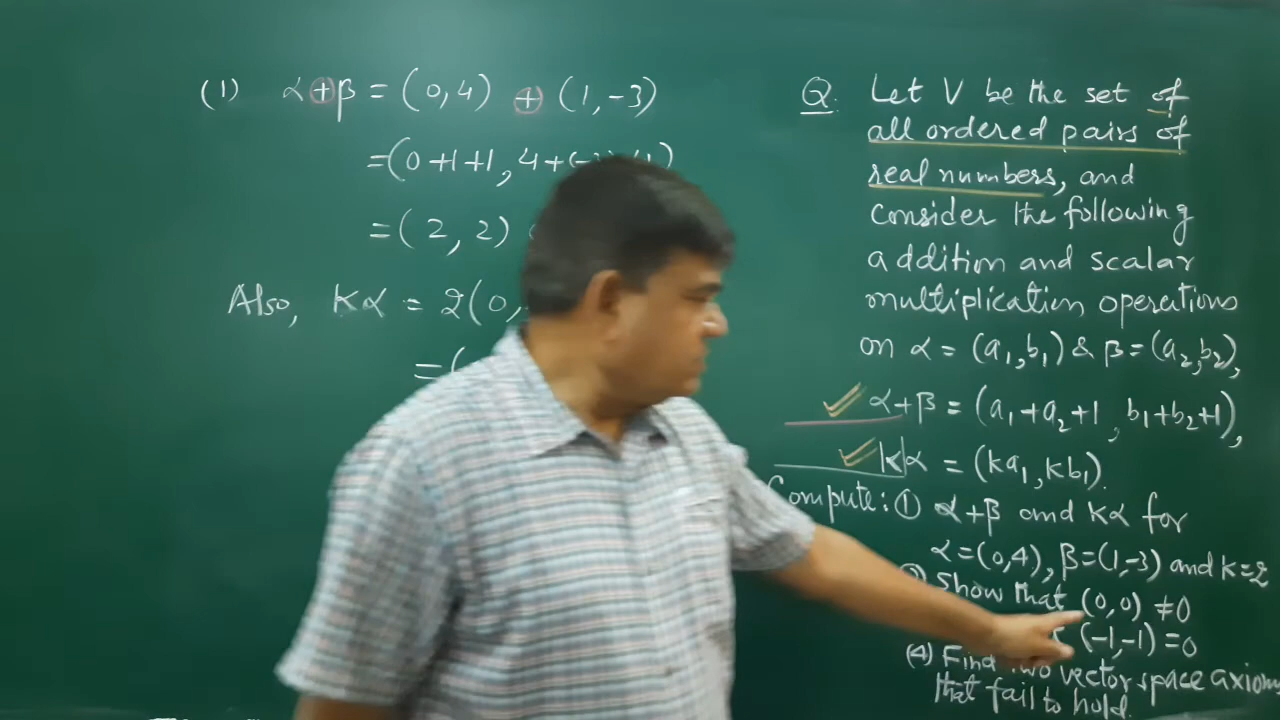 (1) α+β = (0,4) + (1,-3)
=(0+1+1, 4+(-
=(2,2)
Also, Kα = 2(0,
=(
Q. Let V be the set of
all ordered pairs of
real numbers, and
consider the following
addition and scalar
multiplication operations
on α = (a₁,b₁) & β=(a₂,b₂),
α+β = (a₁+a₂+1, b₁+b₂+1),
kα = (ka₁,kb₁).
Compute: ① α+β and kα for
α=(0,4), β=(1,-3) and k=2
Show that (0,0) ≠0
(-1,-1)=0
(4) Find two vector space axiom
that fail to hold.